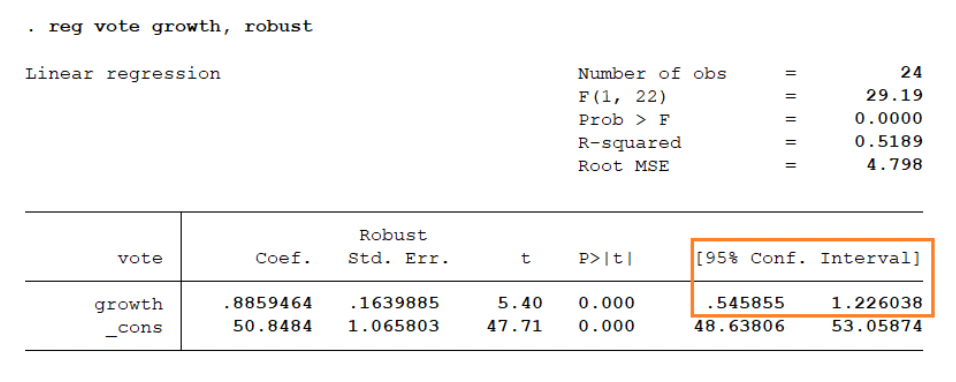 . reg vote growth, robust
Linear regression Number of obs = 24
F(1, 22) = 29.19
Prob > F = 0.0000
R-squared = 0.5189
Root MSE = 4.798
Robust
vote Coef. Std. Err. t P>|t| [95% Conf. Interval]
growth .8859464 .1639885 5.40 0.000 .545855 1.226038
_cons 50.8484 1.065803 47.71 0.000 48.63806 53.05874